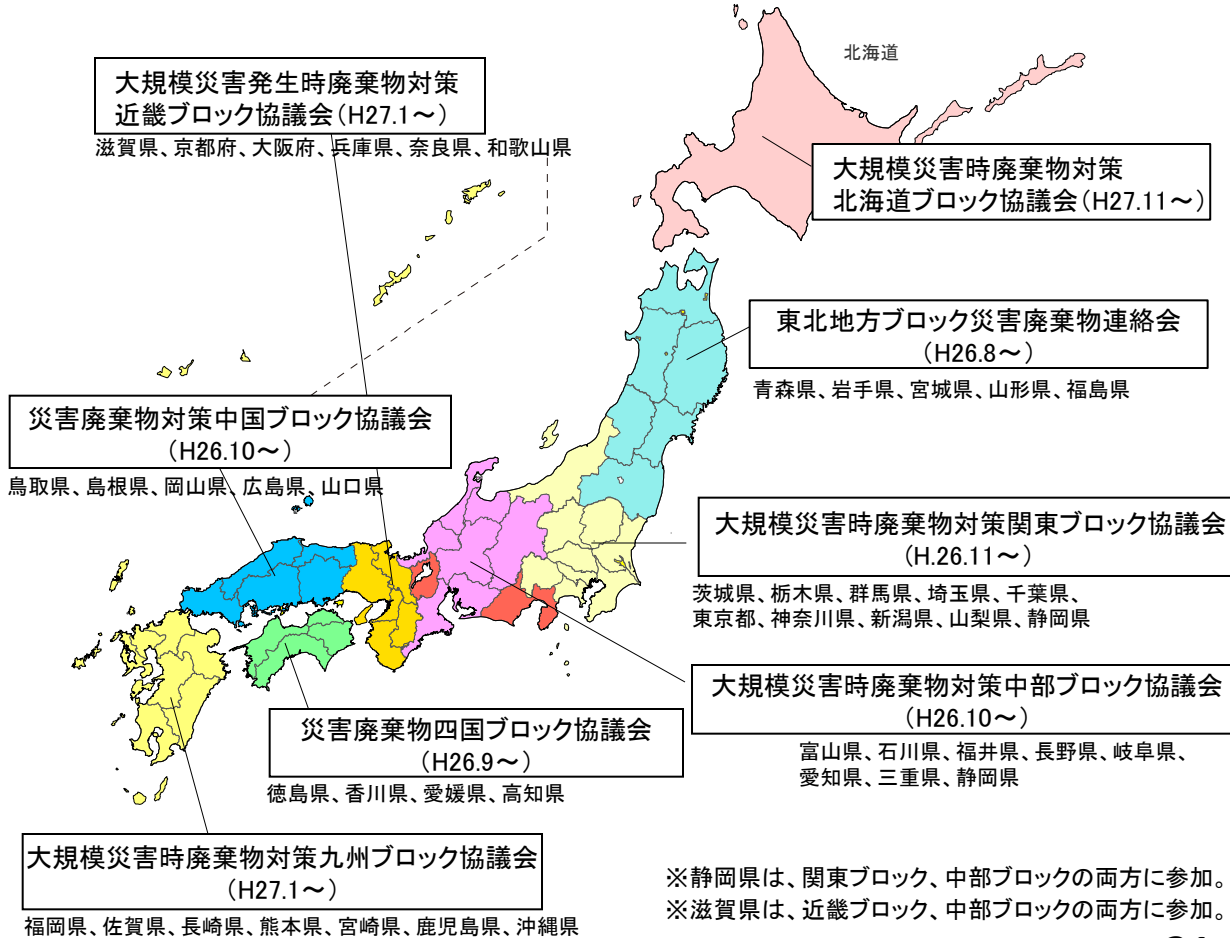 北海道
大規模災害発生時廃棄物対策
近畿ブロック協議会(H27.1～)
滋賀県、京都府、大阪府、兵庫県、奈良県、和歌山県
大規模災害時廃棄物対策
北海道ブロック協議会(H27.11～)
東北地方ブロック災害廃棄物連絡会
(H26.8～)
青森県、岩手県、宮城県、山形県、福島県
災害廃棄物対策中国ブロック協議会
(H26.10～)
鳥取県、島根県、岡山県、広島県、山口県
大規模災害時廃棄物対策関東ブロック協議会
(H.26.11～)
茨城県、栃木県、群馬県、埼玉県、千葉県、
東京都、神奈川県、新潟県、山梨県、静岡県
大規模災害時廃棄物対策中部ブロック協議会
(H26.10～)
富山県、石川県、福井県、長野県、岐阜県、
愛知県、三重県、静岡県
災害廃棄物四国ブロック協議会
(H26.9～)
徳島県、香川県、愛媛県、高知県
大規模災害時廃棄物対策九州ブロック協議会
(H27.1～)
福岡県、佐賀県、長崎県、熊本県、宮崎県、鹿児島県、沖縄県
※静岡県は、関東ブロック、中部ブロックの両方に参加。
※滋賀県は、近畿ブロック、中部ブロックの両方に参加。